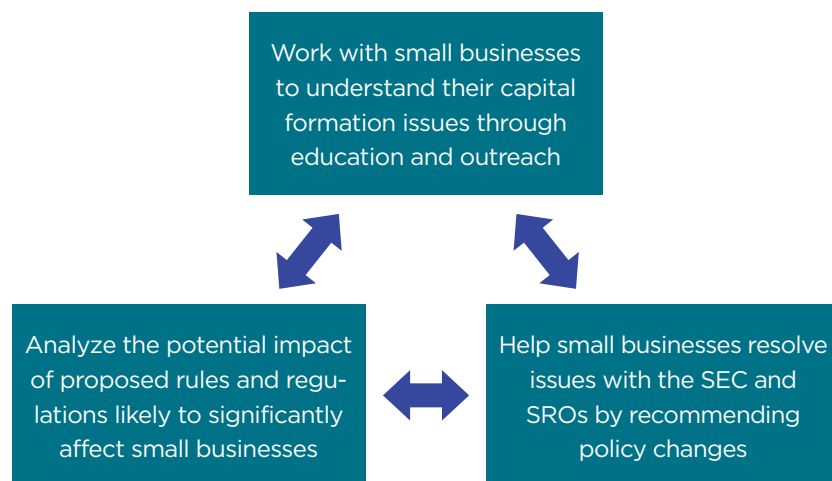 Work with small businesses
to understand their capital
formation issues through
education and outreach
Analyze the potential impact
of proposed rules and regu-
lations likely to significantly
affect small businesses
Help small businesses resolve
issues with the SEC and
SROs by recommending
policy changes